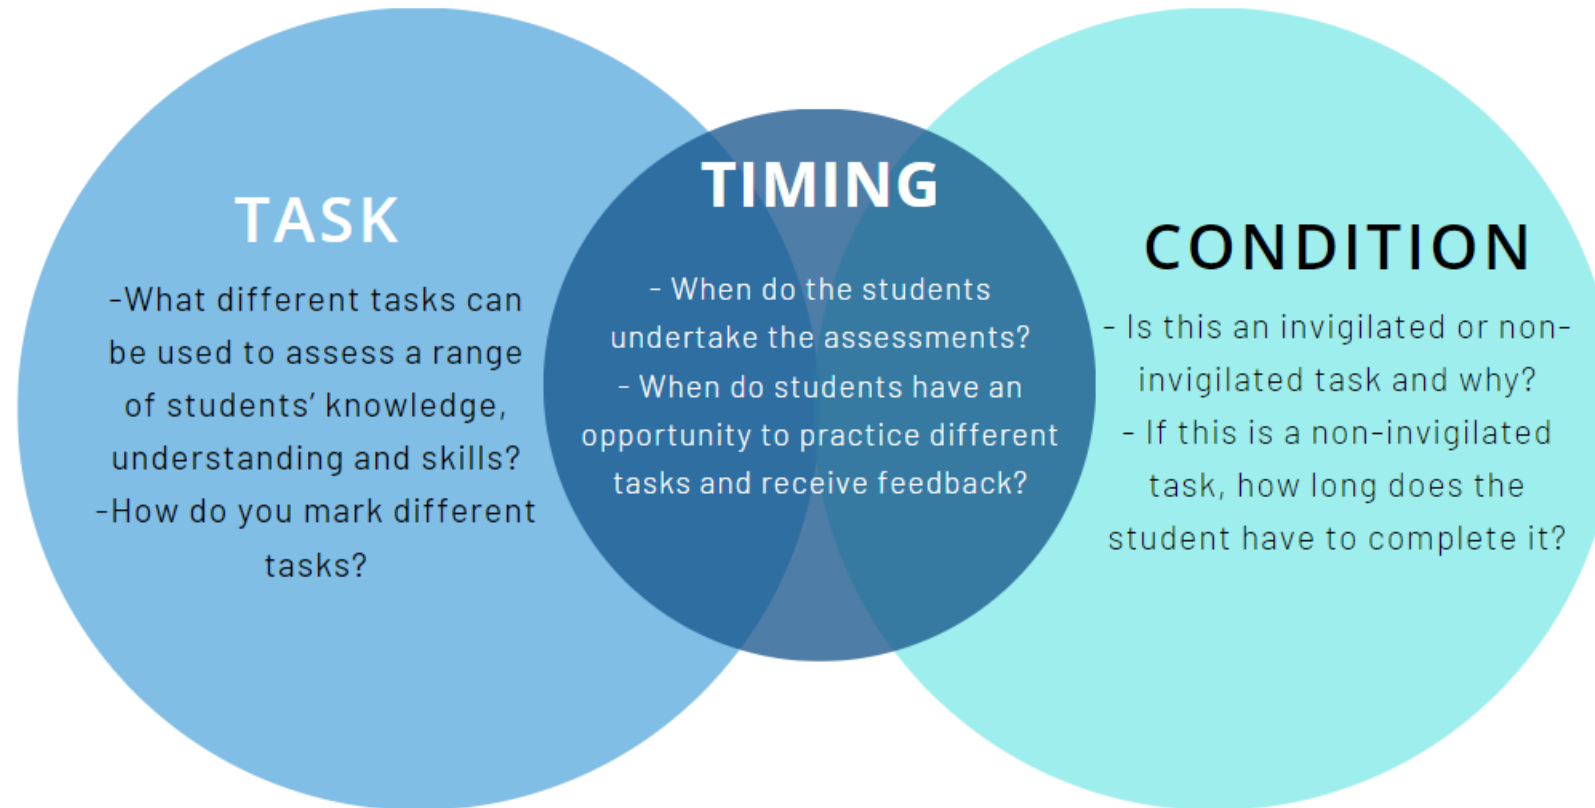 TASK
-What different tasks can
be used to assess a range
of students’ knowledge,
understanding and skills?
-How do you mark different
tasks?
TIMING
- When do the students
undertake the assessments?
- When do students have an
opportunity to practice different
tasks and receive feedback?
CONDITION
- Is this an invigilated or non-
invigilated task and why?
- If this is a non-invigilated
task, how long does the
student have to complete it?